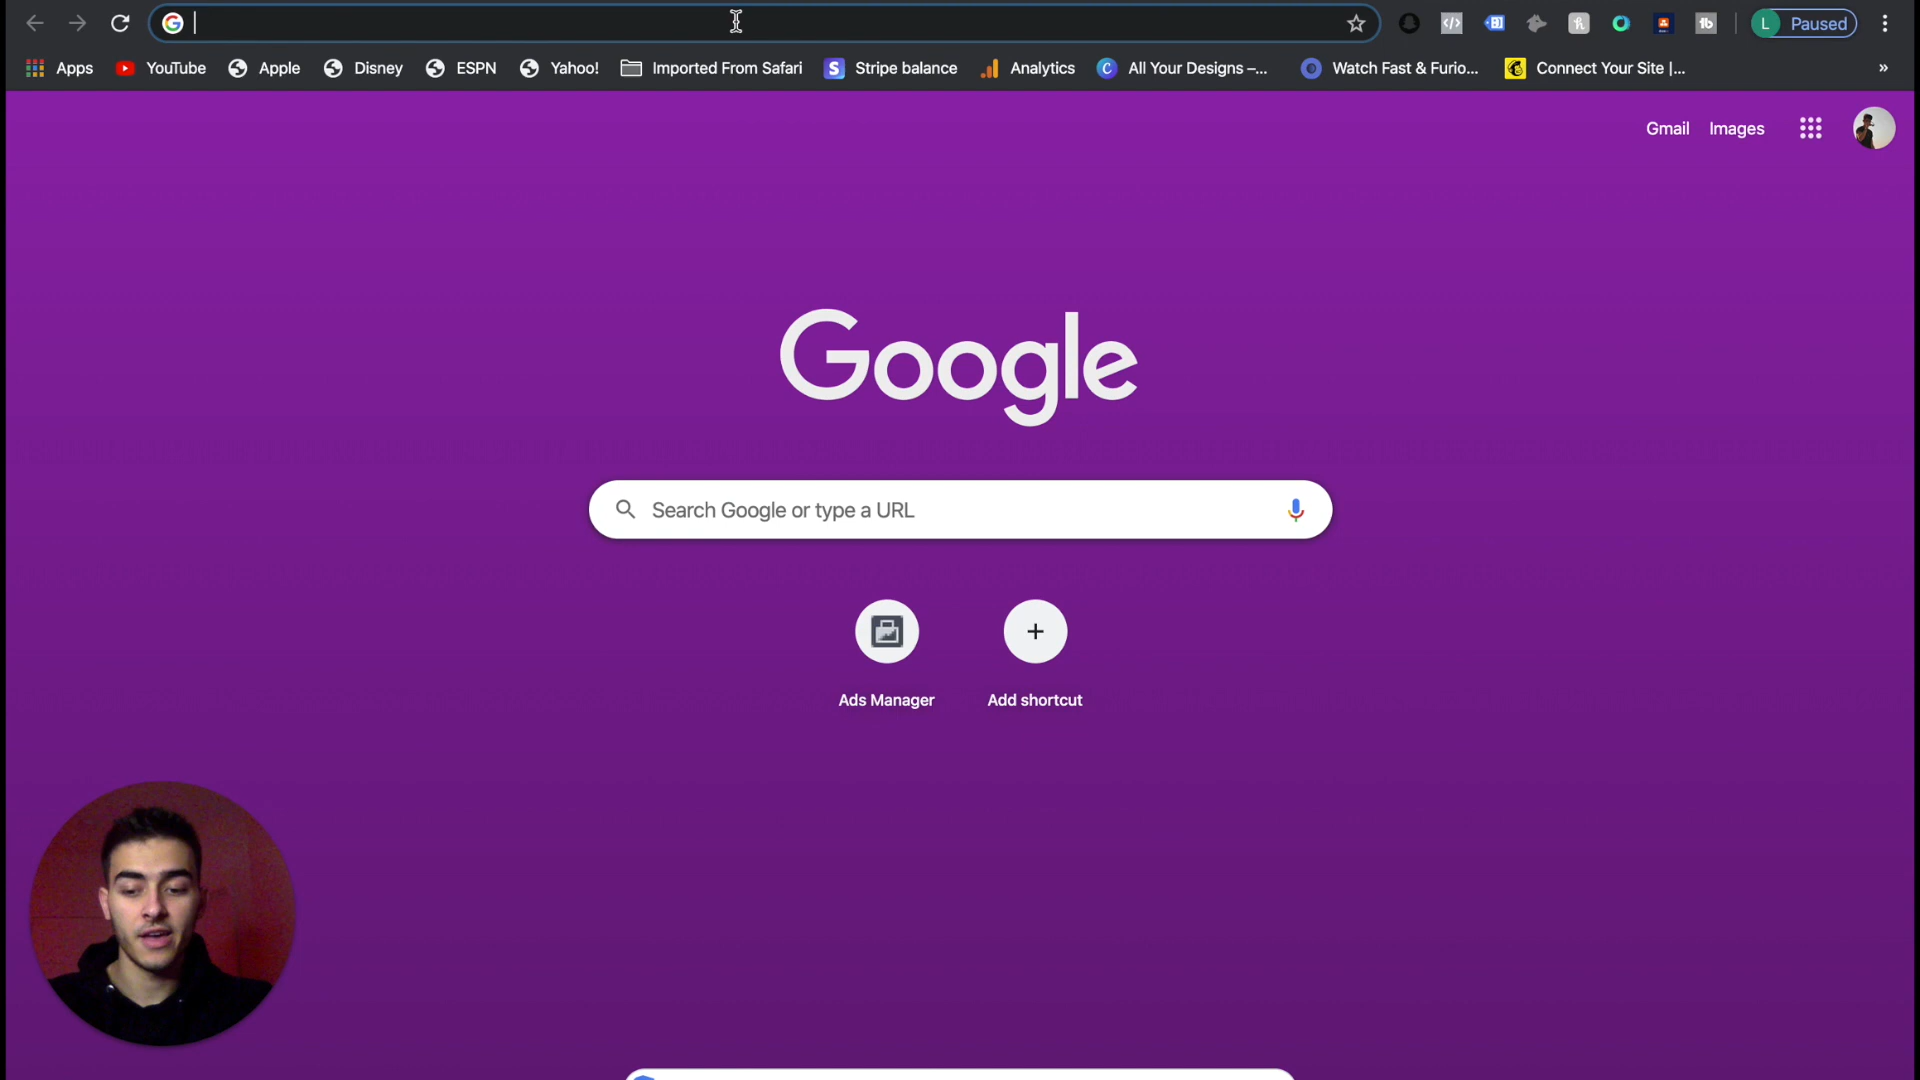 L Paused
Apps YouTube Apple Disney ESPN Yahoo! Imported From Safari Stripe balance Analytics All Your Designs –... Watch Fast & Furio... Connect Your Site |... »
Gmail Images
Google
Search Google or type a URL
Ads Manager Add shortcut